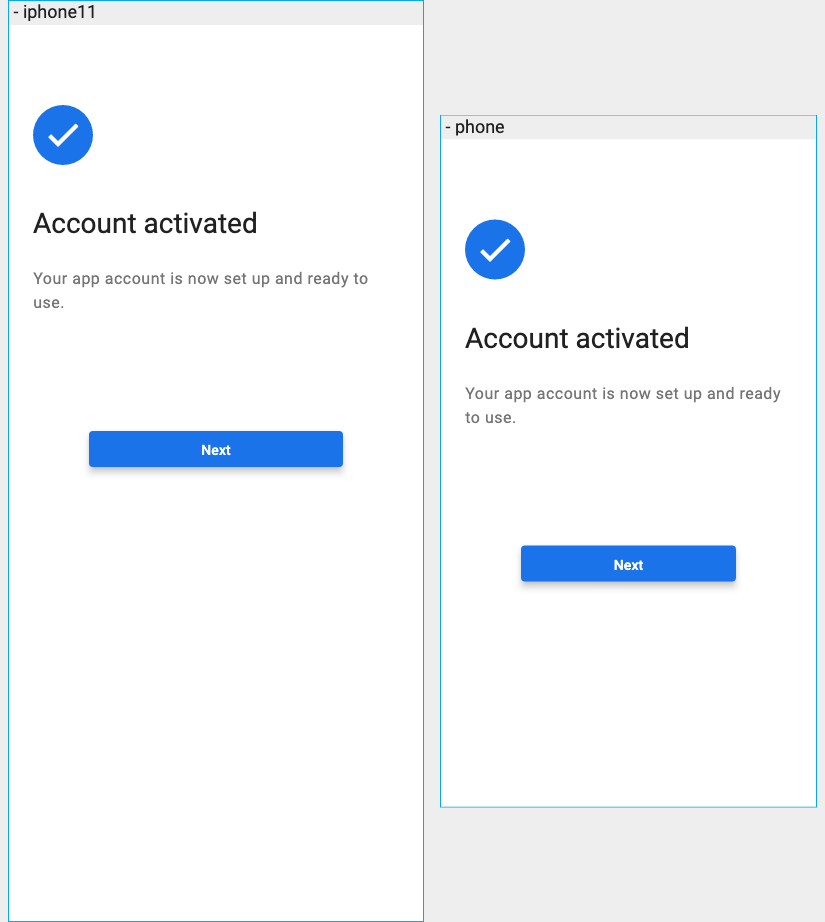 - iphone11
Account activated
Your app account is now set up and ready to
use.
Next
- phone
Account activated
Your app account is now set up and ready
to use.
Next